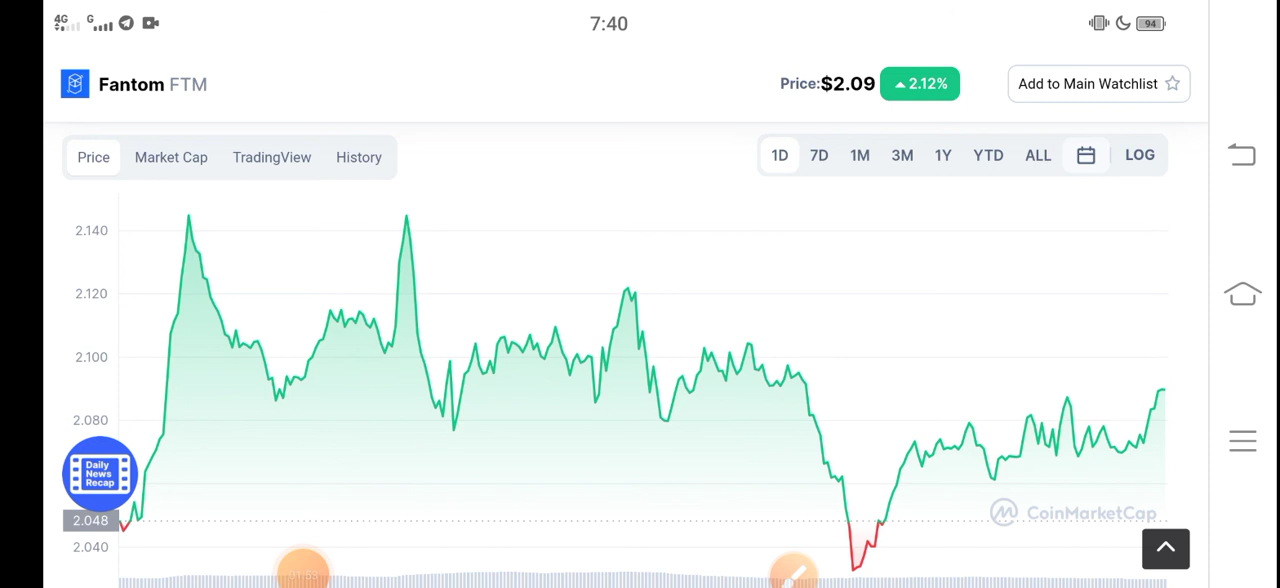 4G G 7:40 94
Fantom FTM Price:$2.09 2.12% Add to Main Watchlist
Price Market Cap TradingView History 1D 7D 1M 3M 1Y YTD ALL LOG
2.140
2.120
2.100
2.080
Daily
News
Recap
2.048
CoinMarketCap
2.040